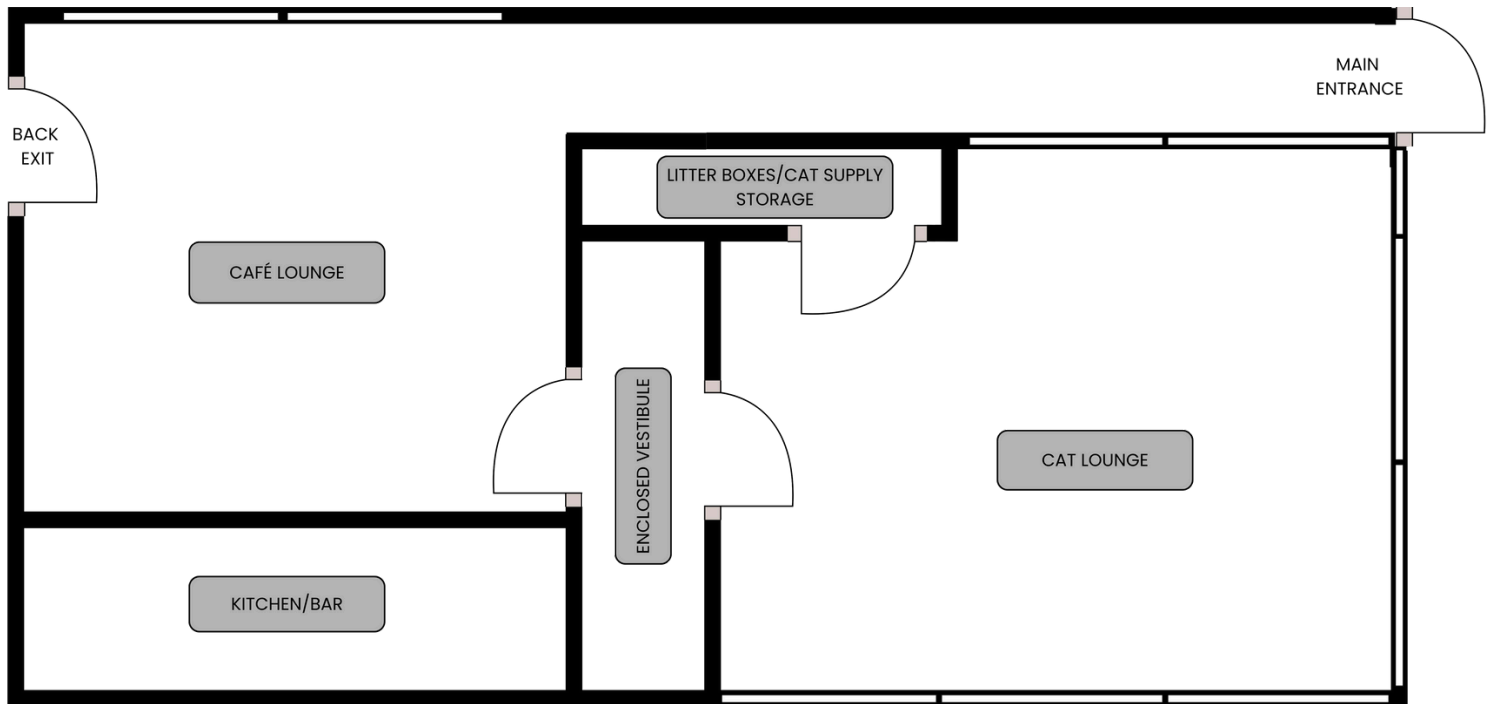 MAIN
ENTRANCE
BACK
EXIT
LITTER BOXES/CAT SUPPLY
STORAGE
CAFÉ LOUNGE
ENCLOSED VESTIBULE
CAT LOUNGE
KITCHEN/BAR